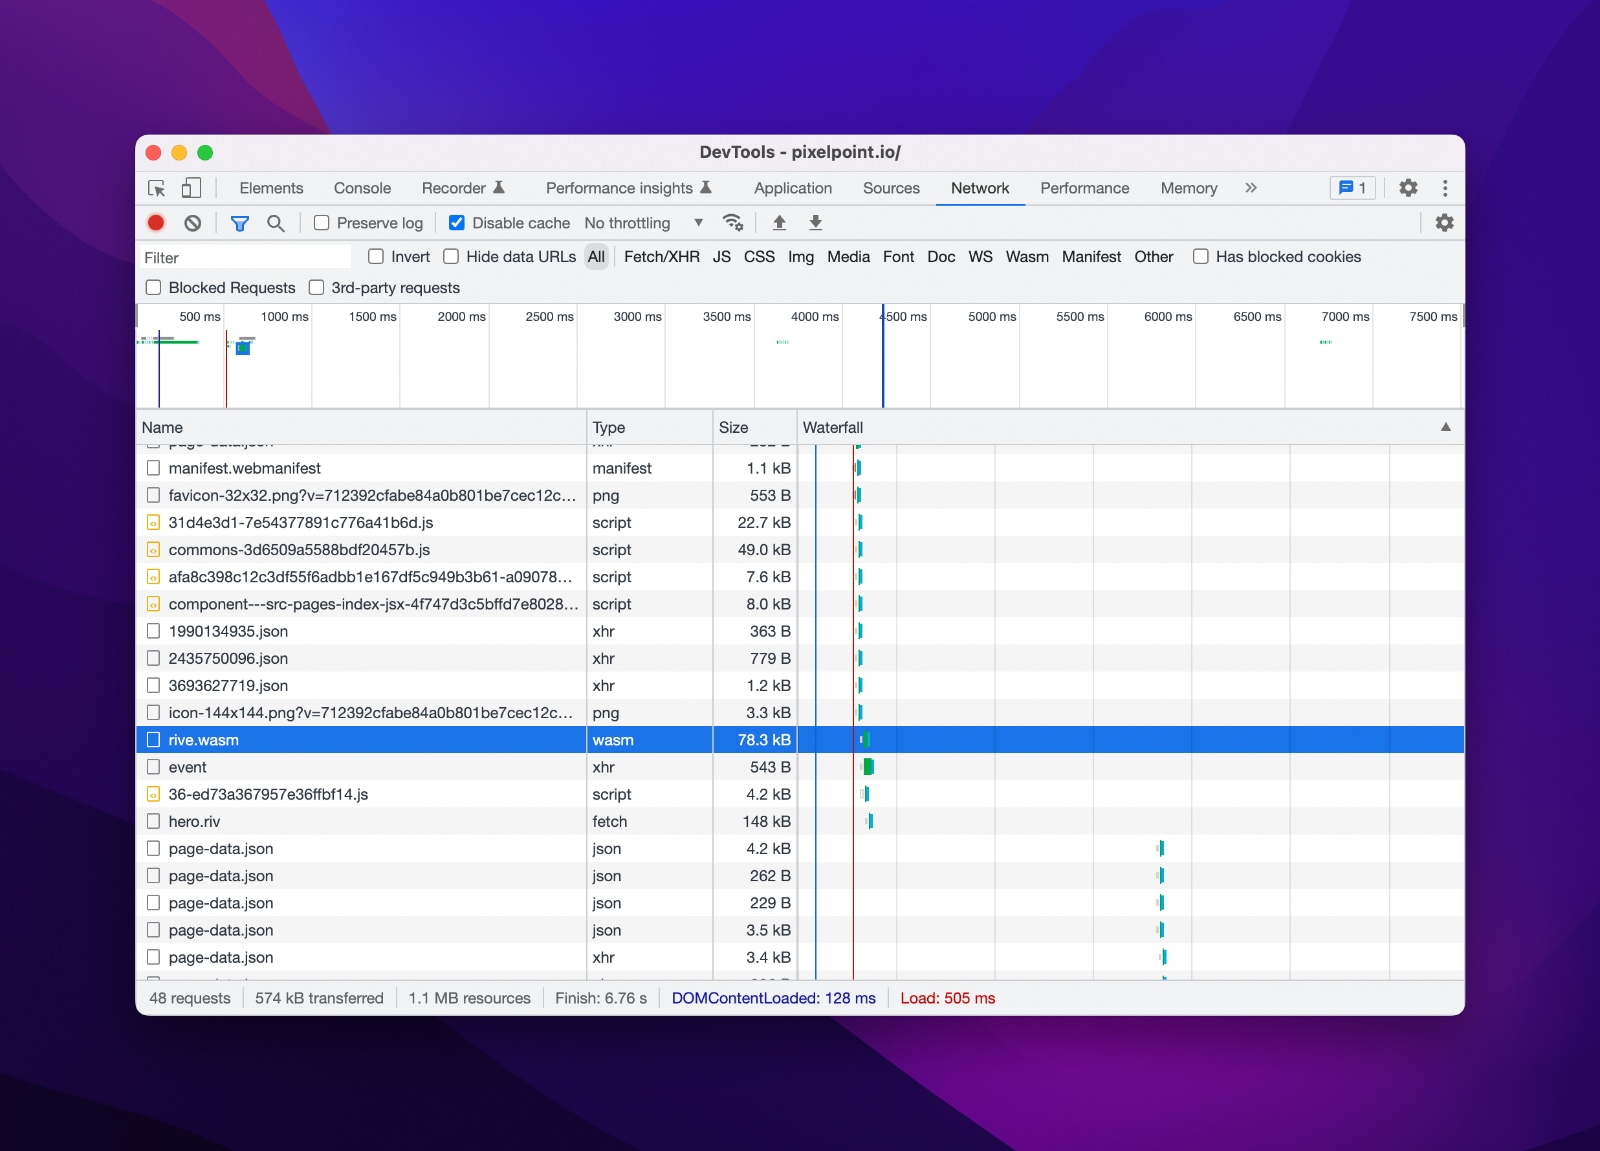 DevTools - pixelpoint.io/
Elements Console Recorder Performance insights Application Sources Network Performance Memory 1
Preserve log Disable cache No throttling
Filter Invert Hide data URLs All Fetch/XHR JS CSS Img Media Font Doc WS Wasm Manifest Other Has blocked cookies
Blocked Requests 3rd-party requests
500 ms 1000 ms 1500 ms 2000 ms 2500 ms 3000 ms 3500 ms 4000 ms 4500 ms 5000 ms 5500 ms 6000 ms 6500 ms 7000 ms 7500 ms
Name Type Size Waterfall
manifest.webmanifest manifest 1.1 kB
favicon-32x32.png?v=712392cfabe84a0b801be7cec12c... png 553 B
31d4e3d1-7e54377891c776a41b6d.js script 22.7 kB
commons-3d6509a5588bdf20457b.js script 49.0 kB
afa8c398c12c3df55f6adbb1e167df5c949b3b61-a09078... script 7.6 kB
component---src-pages-index-jsx-4f747d3c5bffd7e8028... script 8.0 kB
1990134935.json xhr 363 B
2435750096.json xhr 779 B
3693627719.json xhr 1.2 kB
icon-144x144.png?v=712392cfabe84a0b801be7cec12c... png 3.3 kB
rive.wasm wasm 78.3 kB
event xhr 543 B
36-ed73a367957e36ffbf14.js script 4.2 kB
hero.riv fetch 148 kB
page-data.json json 4.2 kB
page-data.json json 262 B
page-data.json json 229 B
page-data.json json 3.5 kB
page-data.json xhr 3.4 kB
48 requests 574 kB transferred 1.1 MB resources Finish: 6.76 s DOMContentLoaded: 128 ms Load: 505 ms